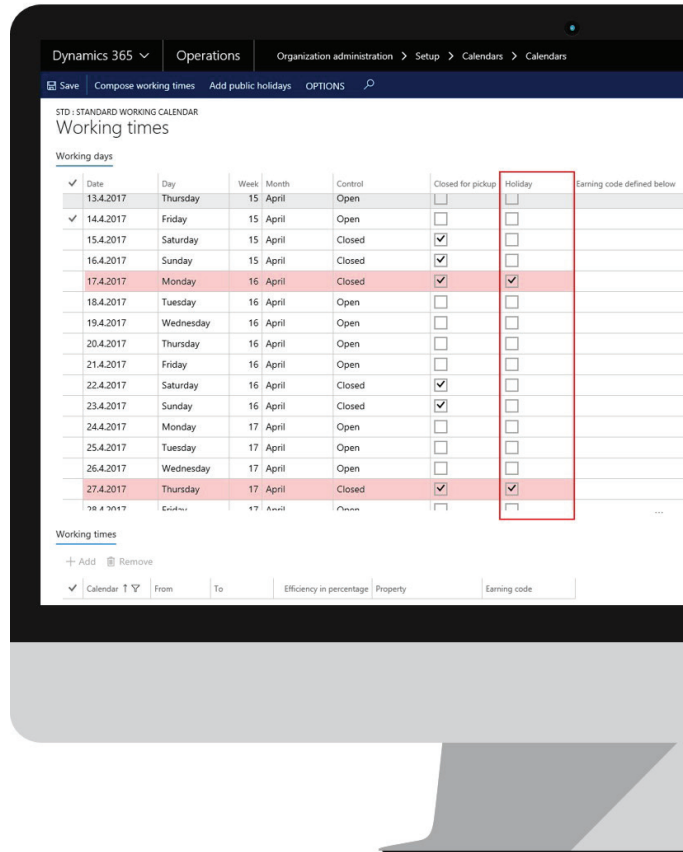 Dynamics 365 Operations Organization administration > Setup > Calendars > Calendars
Save Compose working times Add public holidays OPTIONS
STD : STANDARD WORKING CALENDAR
Working times
Working days
Date Day Week Month Control Closed for pickup Holiday Earning code defined below
13.4.2017 Thursday 15 April Open
14.4.2017 Friday 15 April Open
15.4.2017 Saturday 15 April Closed
16.4.2017 Sunday 15 April Closed
17.4.2017 Monday 16 April Closed
18.4.2017 Tuesday 16 April Open
19.4.2017 Wednesday 16 April Open
20.4.2017 Thursday 16 April Open
21.4.2017 Friday 16 April Open
22.4.2017 Saturday 16 April Closed
23.4.2017 Sunday 16 April Closed
24.4.2017 Monday 17 April Open
25.4.2017 Tuesday 17 April Open
26.4.2017 Wednesday 17 April Open
27.4.2017 Thursday 17 April Closed
28.4.2017 Friday 17 April Open
...
Working times
+ Add Remove
Calendar ↑ From To Efficiency in percentage Property Earning code